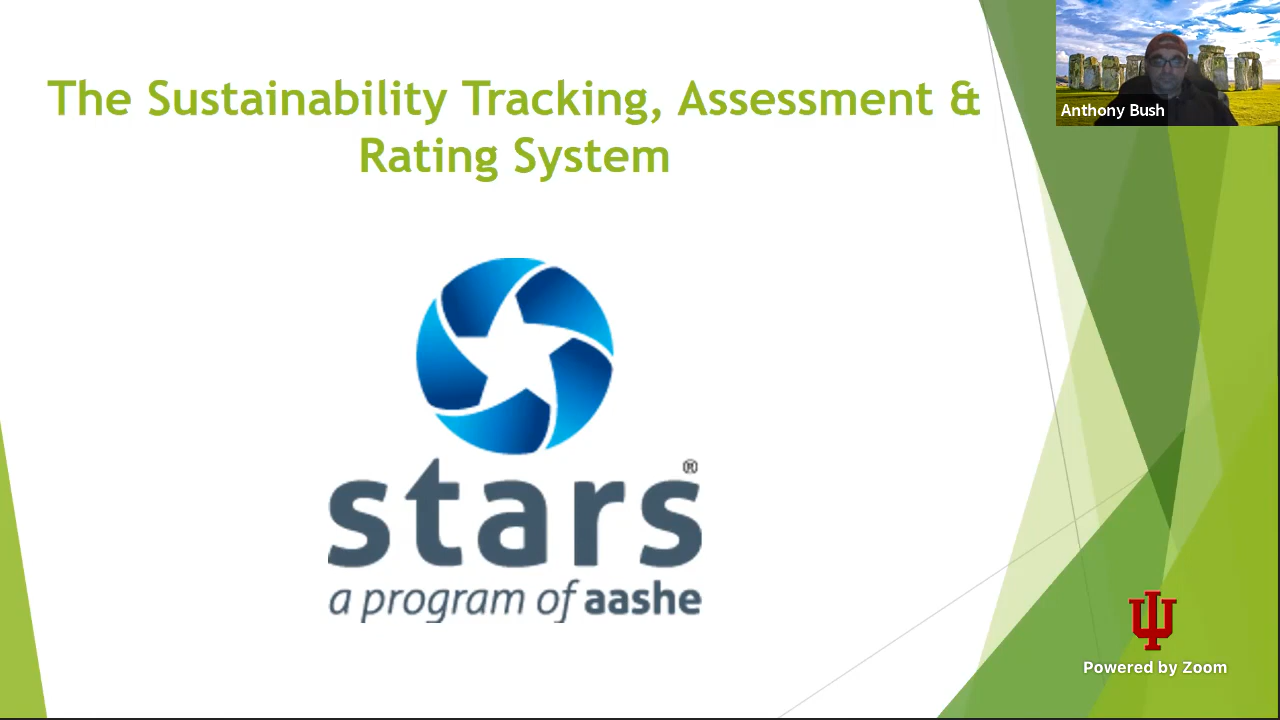 The Sustainability Tracking, Assessment &
Rating System
Anthony Bush
stars®
a program of aashe
Powered by Zoom